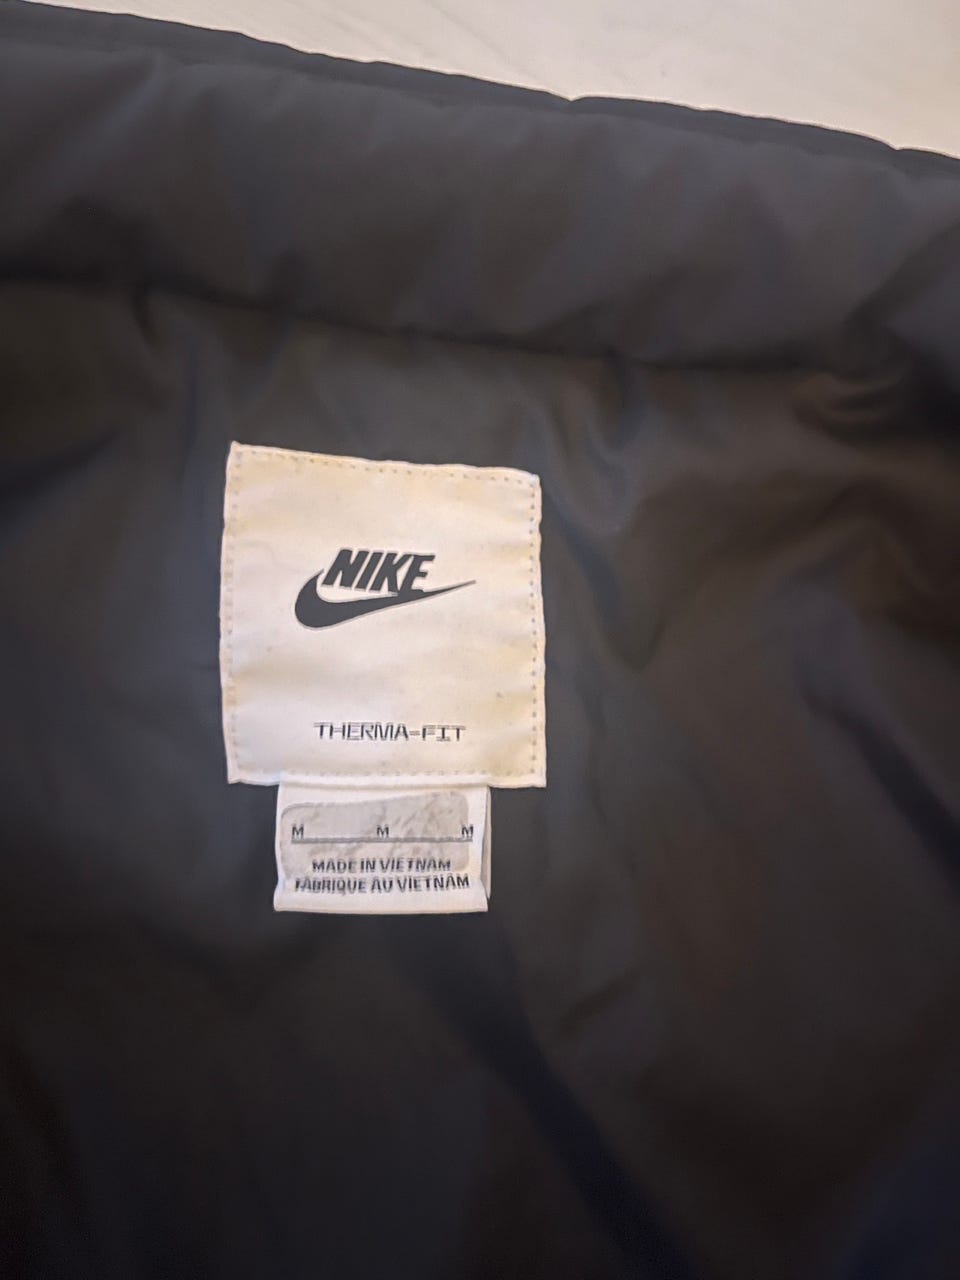 NIKE
THERMA-FIT
M M M
MADE IN VIETNAM
FABRIQUE AU VIETNAM